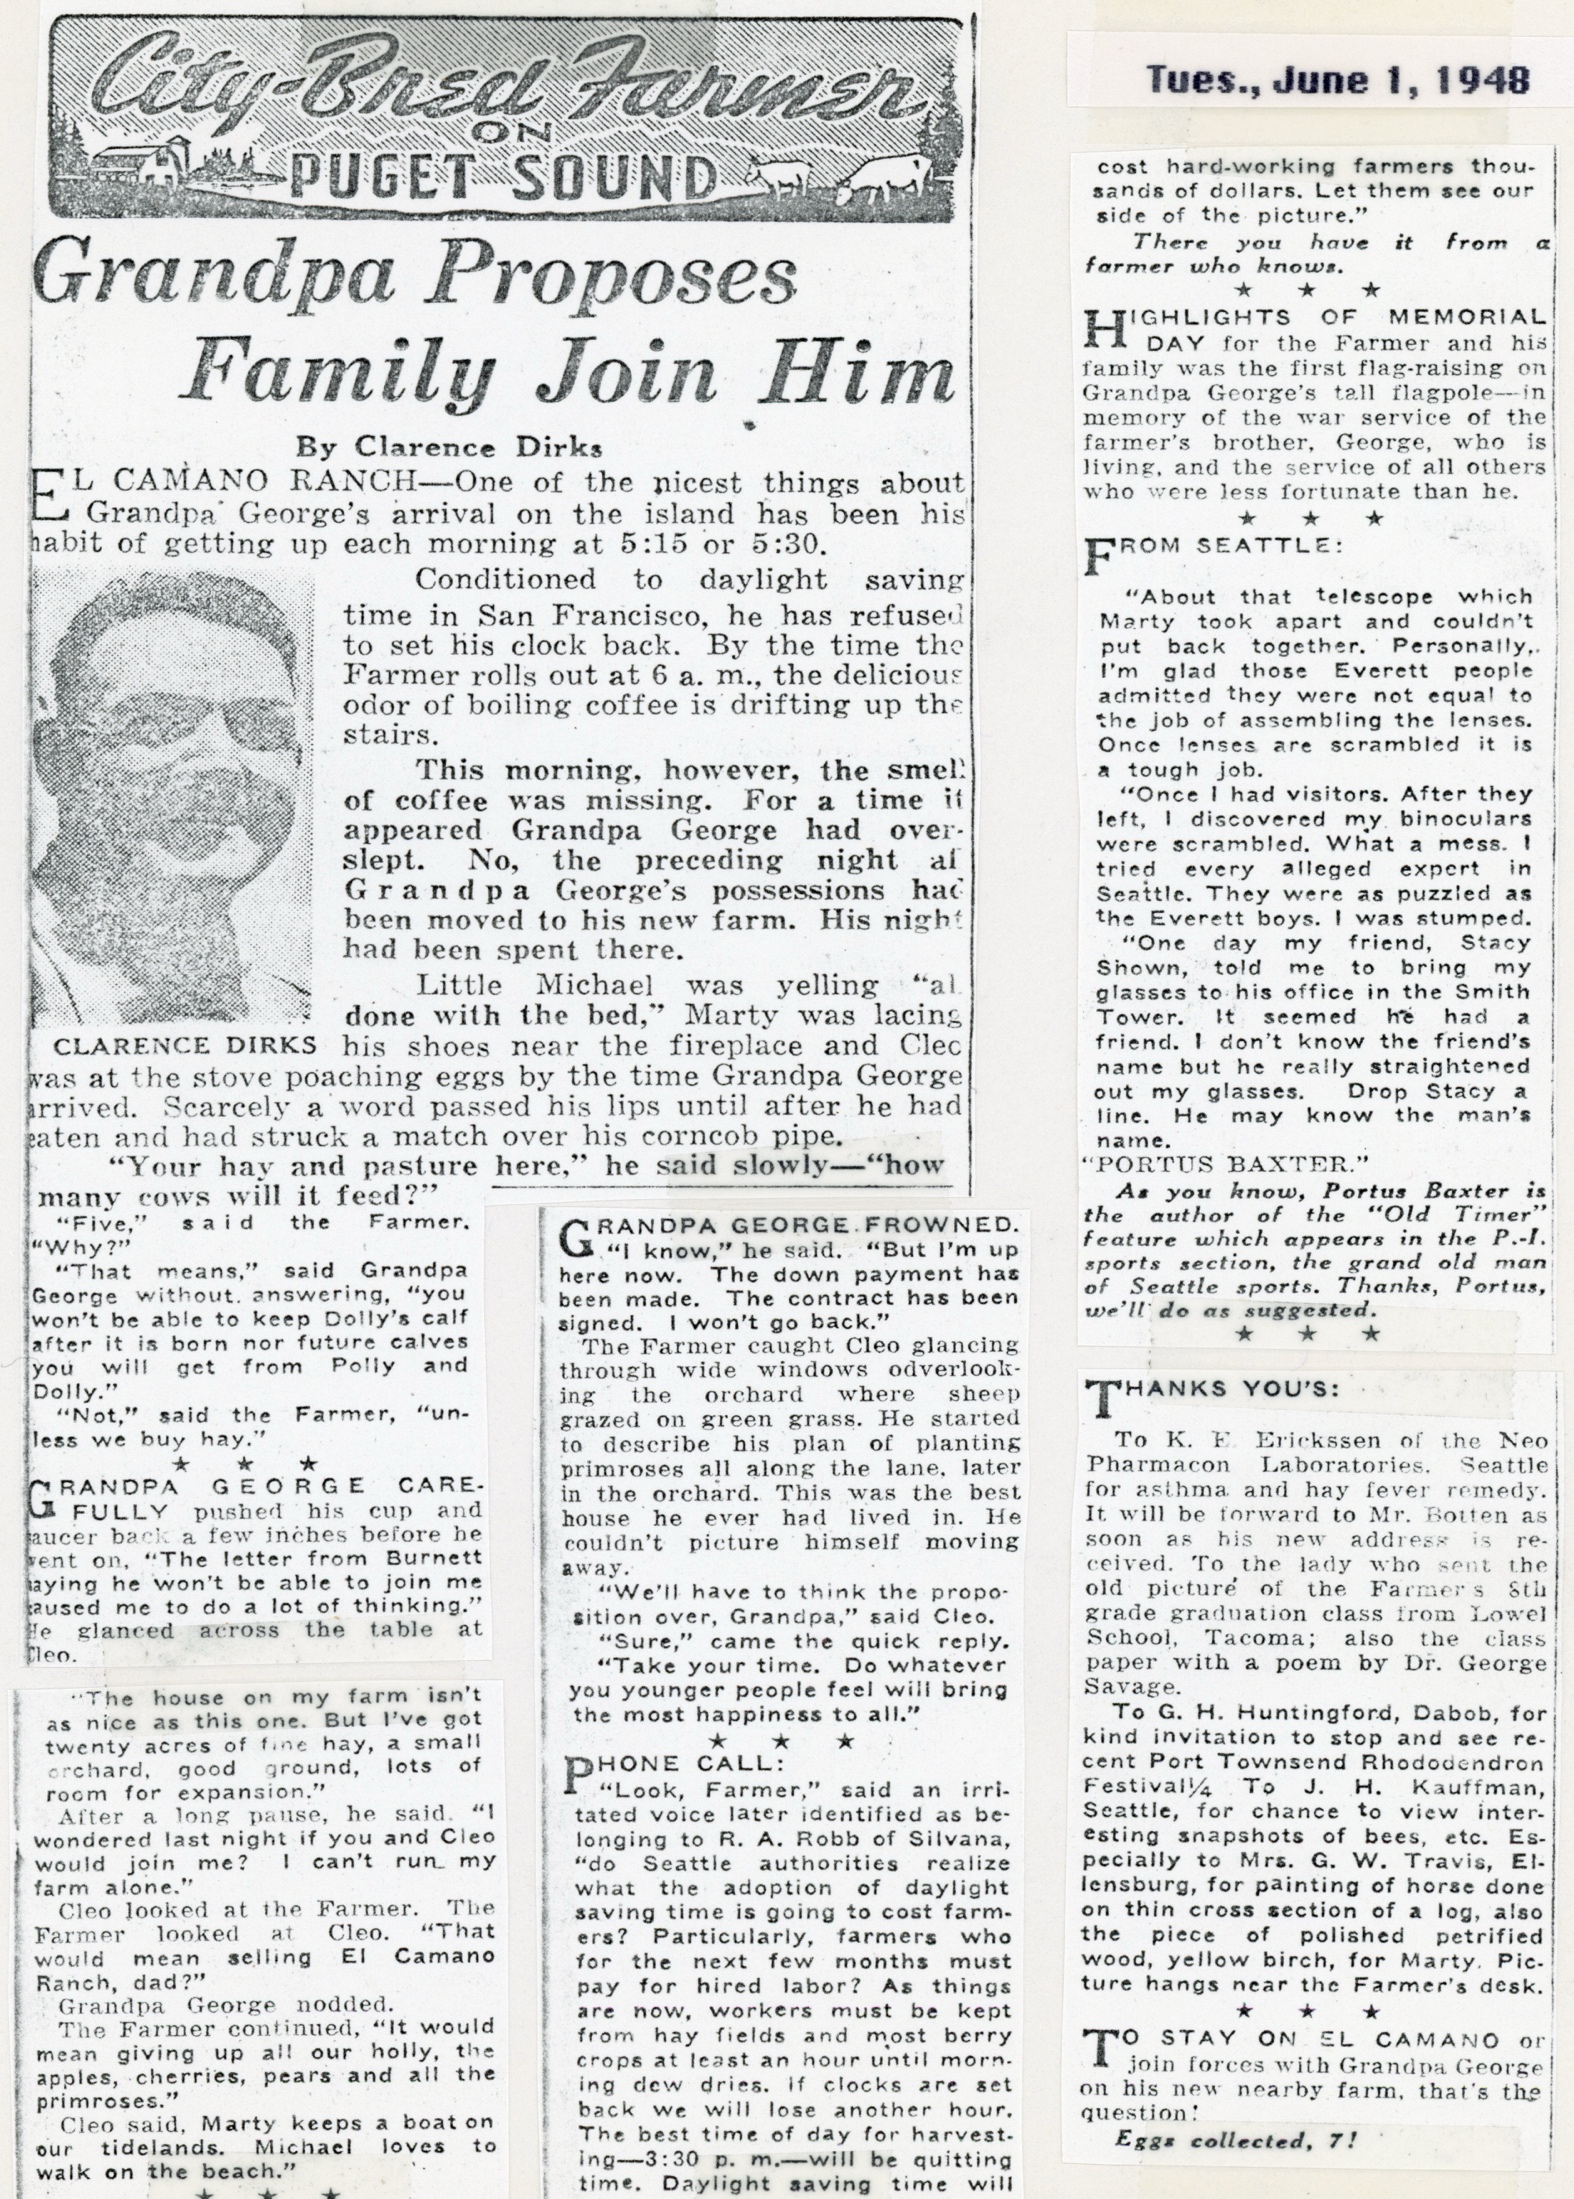 City-Bred Farmer
ON
PUGET SOUND
Grandpa Proposes
Family Join Him
By Clarence Dirks
EL CAMANO RANCH—One of the nicest things about
Grandpa George's arrival on the island has been his
habit of getting up each morning at 5:15 or 5:30.
Conditioned to daylight saving
time in San Francisco, he has refused
to set his clock back. By the time the
Farmer rolls out at 6 a. m., the delicious
odor of boiling coffee is drifting up the
stairs.
This morning, however, the smell
of coffee was missing. For a time it
appeared Grandpa George had over-
slept. No, the preceding night al
Grandpa George's possessions had
been moved to his new farm. His night
had been spent there.
Little Michael was yelling "al
done with the bed," Marty was lacing
CLARENCE DIRKS
his shoes near the fireplace and Cleo
was at the stove poaching eggs by the time Grandpa George
arrived. Scarcely a word passed his lips until after he had
eaten and had struck a match over his corncob pipe.
"Your hay and pasture here," he said slowly—"how
many cows will it feed?"
"Five," said the Farmer.
"Why?"
"That means," said Grandpa
George without. answering, "you
won't be able to keep Dolly's calf
after it is born nor future calves
you will get from Polly and
Dolly."
"Not," said the Farmer, "un-
less we buy hay."
★ ★ ★
GRANDPA GEORGE CARE-
FULLY pushed his cup and
aucer back a few inches before he
went on, "The letter from Burnett
aying he won't be able to join me
caused me to do a lot of thinking."
He glanced across the table at
Cleo.
"The house on my farm isn't
as nice as this one. But I've got
twenty acres of fine hay, a small
orchard, good ground, lots of
room for expansion."
After a long pause, he said. "I
wondered last night if you and Cleo
would join me? I can't run my
farm alone."
Cleo looked at the Farmer. The
Farmer looked at Cleo. "That
would mean selling El Camano
Ranch, dad?"
Grandpa George nodded.
The Farmer continued, "It would
mean giving up all our holly, the
apples, cherries, pears and all the
primroses."
Cleo said, Marty keeps a boat on
our tidelands. Michael loves to
walk on the beach."
★ ★ ★
GRANDPA GEORGE FROWNED.
"I know," he said. "But I'm up
here now. The down payment has
been made. The contract has been
signed. I won't go back."
The Farmer caught Cleo glancing
through wide windows odverlook-
ing the orchard where sheep
grazed on green grass. He started
to describe his plan of planting
primroses all along the lane, later
in the orchard. This was the best
house he ever had lived in. He
couldn't picture himself moving
away.
"We'll have to think the propo-
sition over, Grandpa," said Cleo.
"Sure," came the quick reply.
"Take your time. Do whatever
you younger people feel will bring
the most happiness to all."
★ ★ ★
PHONE CALL:
"Look, Farmer," said an irri-
tated voice later identified as be-
longing to R. A. Robb of Silvana,
"do Seattle authorities realize
what the adoption of daylight
saving time is going to cost farm-
ers? Particularly, farmers who
for the next few months must
pay for hired labor? As things
are now, workers must be kept
from hay fields and most berry
crops at least an hour until morn-
ing dew dries. If clocks are set
back we will lose another hour.
The best time of day for harvest-
ing—3:30 p. m.—will be quitting
time. Daylight saving time will
Tues., June 1, 1948
cost hard-working farmers thou-
sands of dollars. Let them see our
side of the picture."
There you have it from a
farmer who knows.
★ ★ ★
HIGHLIGHTS OF MEMORIAL
DAY for the Farmer and his
family was the first flag-raising on
Grandpa George's tall flagpole—in
memory of the war service of the
farmer's brother, George, who is
living, and the service of all others
who were less fortunate than he.
★ ★ ★
FROM SEATTLE:
"About that telescope which
Marty took apart and couldn't
put back together. Personally,
I'm glad those Everett people
admitted they were not equal to
the job of assembling the lenses.
Once lenses are scrambled it is
a tough job.
"Once I had visitors. After they
left, I discovered my binoculars
were scrambled. What a mess. I
tried every alleged expert in
Seattle. They were as puzzled as
the Everett boys. I was stumped.
"One day my friend, Stacy
Shown, told me to bring my
glasses to his office in the Smith
Tower. It seemed he had a
friend. I don't know the friend's
name but he really straightened
out my glasses. Drop Stacy a
line. He may know the man's
name.
"PORTUS BAXTER."
As you know, Portus Baxter is
the author of the "Old Timer"
feature which appears in the P.-I.
sports section, the grand old man
of Seattle sports. Thanks, Portus,
we'll do as suggested.
★ ★ ★
THANKS YOU'S:
To K. E. Erickssen of the Neo
Pharmacon Laboratories. Seattle
for asthma and hay fever remedy.
It will be forward to Mr. Botten as
soon as his new address is re-
ceived. To the lady who sent the
old picture of the Farmer's 8th
grade graduation class from Lowel
School, Tacoma; also the class
paper with a poem by Dr. George
Savage.
To G. H. Huntingford, Dabob, for
kind invitation to stop and see re-
cent Port Townsend Rhododendron
Festival¼ To J. H. Kauffman,
Seattle, for chance to view inter-
esting snapshots of bees, etc. Es-
pecially to Mrs. G. W. Travis, El-
lensburg, for painting of horse done
on thin cross section of a log, also
the piece of polished petrified
wood, yellow birch, for Marty. Pic-
ture hangs near the Farmer's desk.
★ ★ ★
TO STAY ON EL CAMANO or
join forces with Grandpa George
on his new nearby farm, that's the
question!
Eggs collected, 7!